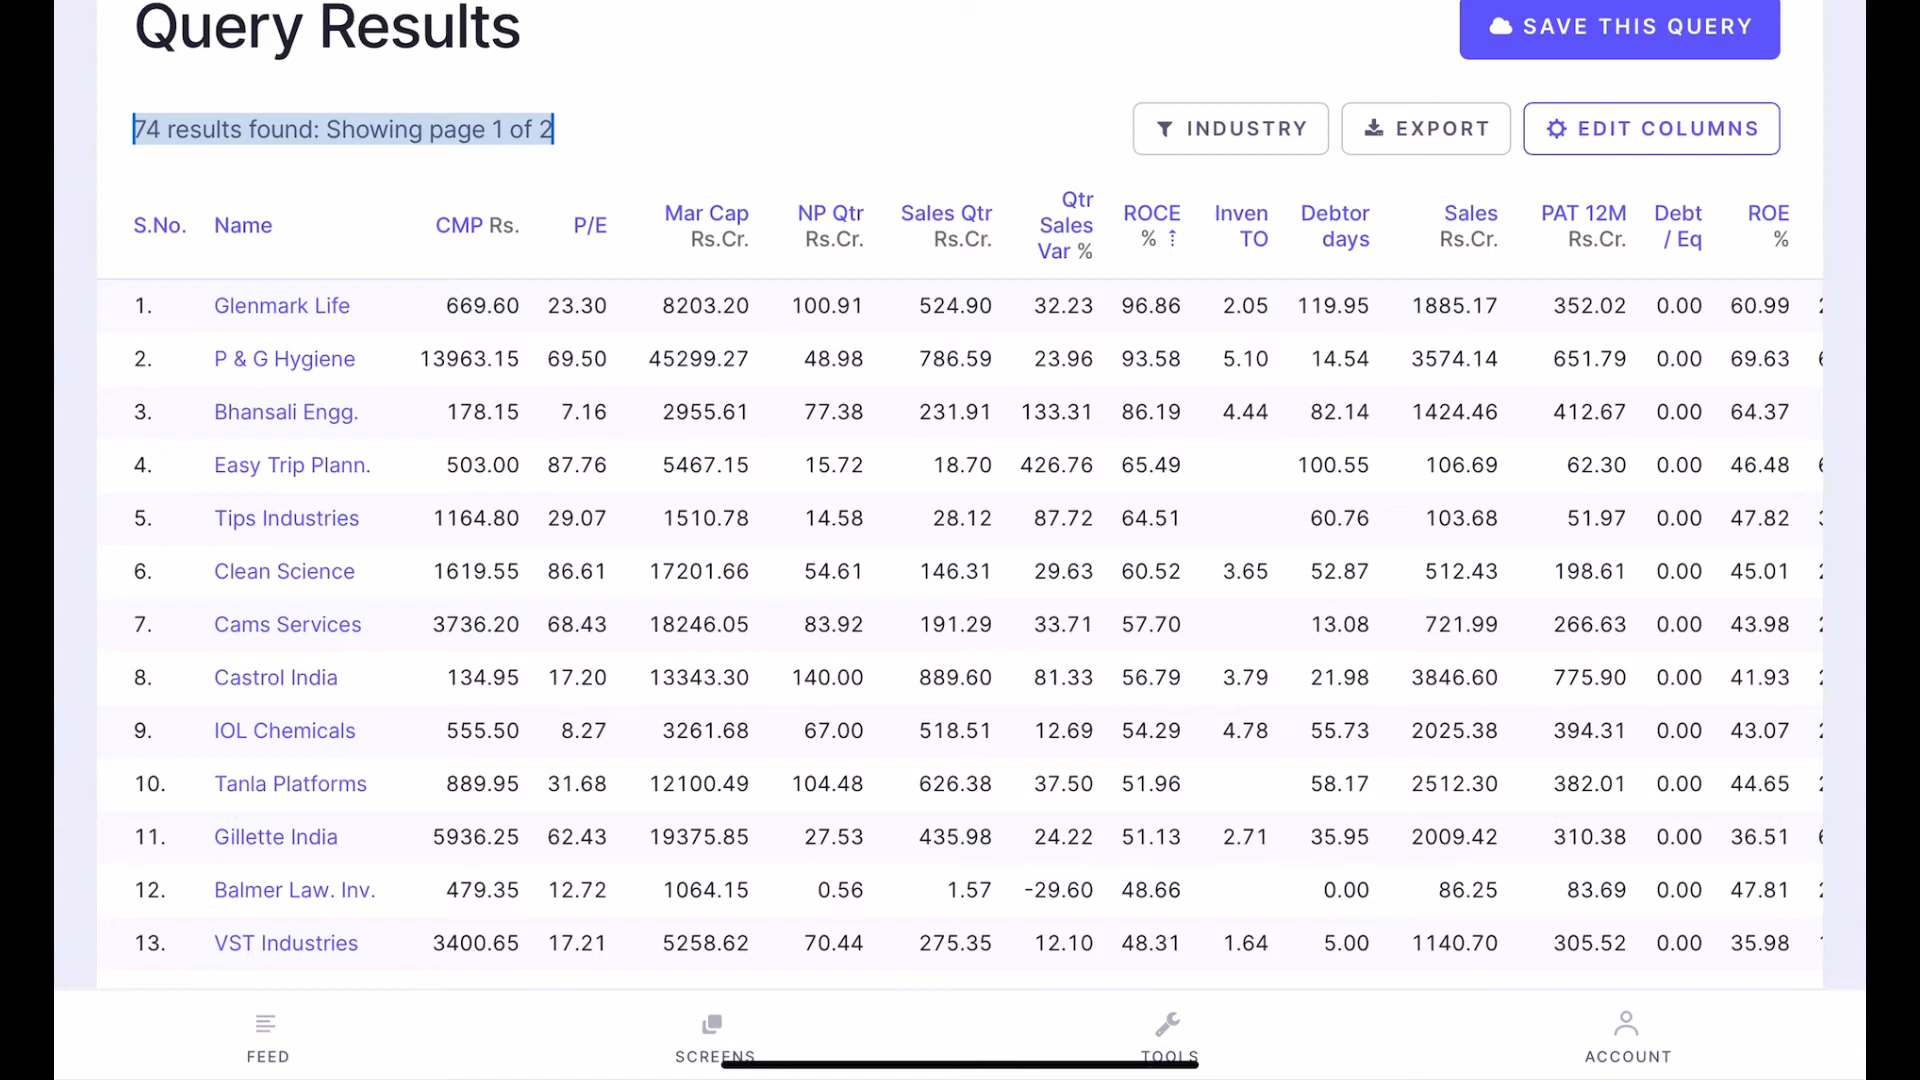 Query Results
SAVE THIS QUERY
74 results found: Showing page 1 of 2
INDUSTRY
EXPORT
EDIT COLUMNS
S.No. Name CMP Rs. P/E Mar Cap Rs.Cr. NP Qtr Rs.Cr. Sales Qtr Rs.Cr. Qtr Sales Var % ROCE % Inven TO Debtor days Sales Rs.Cr. PAT 12M Rs.Cr. Debt / Eq ROE %
1. Glenmark Life 669.60 23.30 8203.20 100.91 524.90 32.23 96.86 2.05 119.95 1885.17 352.02 0.00 60.99
2. P & G Hygiene 13963.15 69.50 45299.27 48.98 786.59 23.96 93.58 5.10 14.54 3574.14 651.79 0.00 69.63
3. Bhansali Engg. 178.15 7.16 2955.61 77.38 231.91 133.31 86.19 4.44 82.14 1424.46 412.67 0.00 64.37
4. Easy Trip Plann. 503.00 87.76 5467.15 15.72 18.70 426.76 65.49 100.55 106.69 62.30 0.00 46.48
5. Tips Industries 1164.80 29.07 1510.78 14.58 28.12 87.72 64.51 60.76 103.68 51.97 0.00 47.82
6. Clean Science 1619.55 86.61 17201.66 54.61 146.31 29.63 60.52 3.65 52.87 512.43 198.61 0.00 45.01
7. Cams Services 3736.20 68.43 18246.05 83.92 191.29 33.71 57.70 13.08 721.99 266.63 0.00 43.98
8. Castrol India 134.95 17.20 13343.30 140.00 889.60 81.33 56.79 3.79 21.98 3846.60 775.90 0.00 41.93
9. IOL Chemicals 555.50 8.27 3261.68 67.00 518.51 12.69 54.29 4.78 55.73 2025.38 394.31 0.00 43.07
10. Tanla Platforms 889.95 31.68 12100.49 104.48 626.38 37.50 51.96 58.17 2512.30 382.01 0.00 44.65
11. Gillette India 5936.25 62.43 19375.85 27.53 435.98 24.22 51.13 2.71 35.95 2009.42 310.38 0.00 36.51
12. Balmer Law. Inv. 479.35 12.72 1064.15 0.56 1.57 -29.60 48.66 0.00 86.25 83.69 0.00 47.81
13. VST Industries 3400.65 17.21 5258.62 70.44 275.35 12.10 48.31 1.64 5.00 1140.70 305.52 0.00 35.98
FEED SCREENS TOOLS ACCOUNT